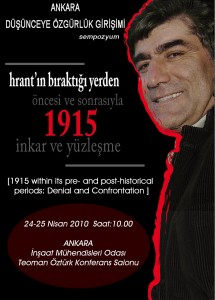 ANKARA
DÜŞÜNCEYE ÖZGÜRLÜK GİRİŞİMİ
sempozyum
hrant'ın bıraktığı yerden
öncesi ve sonrasıyla
1915
inkar ve yüzleşme
[1915 within its pre- and post-historical
periods: Denial and Confrontation ]
24-25 Nisan 2010 Saat:10.00
ANKARA
İnşaat Mühendisleri Odası
Teoman Öztürk Konferans Salonu